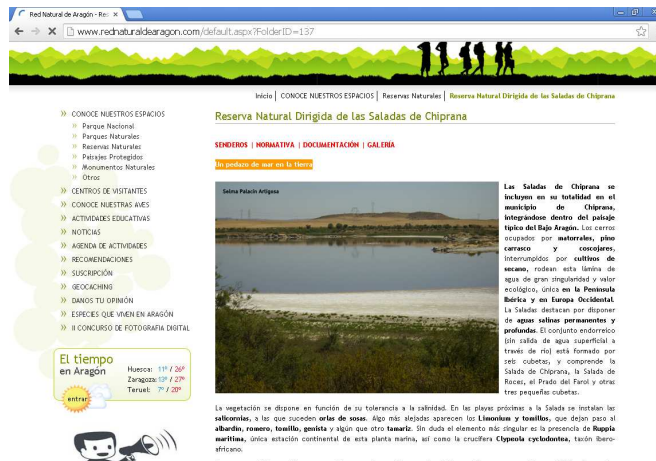 Red Natural de Aragón - Res
www.rednaturaldearagon.com/default.aspx?FolderID=137
Inicio | CONOCE NUESTROS ESPACIOS | Reservas Naturales | Reserva Natural Dirigida de las Saladas de Chiprana
» CONOCE NUESTROS ESPACIOS
» Parque Nacional
» Parques Naturales
» Reservas Naturales
» Paisajes Protegidos
» Monumentos Naturales
» Otros
» CENTROS DE VISITANTES
» CONOCE NUESTRAS AVES
» ACTIVIDADES EDUCATIVAS
» NOTICIAS
» AGENDA DE ACTIVIDADES
» RECOMENDACIONES
» SUSCRIPCIÓN
» GEOCACHING
» DANOS TU OPINIÓN
» ESPECIES QUE VIVEN EN ARAGÓN
» II CONCURSO DE FOTOGRAFIA DIGITAL
El tiempo
en Aragón
Huesca: 11º / 26º
Zaragoza: 13º / 27º
Teruel: 7º / 20º
entrar
Reserva Natural Dirigida de las Saladas de Chiprana
SENDEROS | NORMATIVA | DOCUMENTACIÓN | GALERÍA
Un pedazo de mar en la tierra
Selma Palacín Artigosa
Las Saladas de Chiprana se
incluyen en su totalidad en el
municipio de Chiprana,
integrándose dentro del paisaje
típico del Bajo Aragón. Los cerros
ocupados por matorrales, pino
carrasco y coscojares,
interrumpidos por cultivos de
secano, rodean esta lámina de
agua de gran singularidad y valor
ecológico, única en la Península
Ibérica y en Europa Occidental.
La Saladas destacan por disponer
de aguas salinas permanentes y
profundas. El conjunto endorreico
(sin salida de agua superficial a
través de río) está formado por
seis cubetas, y comprende la
Salada de Chiprana, la Salada de
Roces, el Prado del Farol y otras
tres pequeñas cubetas.
La vegetación se dispone en función de su tolerancia a la salinidad. En las playas próximas a la Salada se instalan las
salicornias, a las que suceden orlas de sosas. Algo más alejadas aparecen los Limonium y tomillos, que dejan paso al
albardín, romero, tomillo, genista y algún que otro tamariz. Sin duda el elemento más singular es la presencia de Ruppia
maritima, única estación continental de esta planta marina, así como la crucífera Clypeola cyclodontea, taxón ibero-
africano.